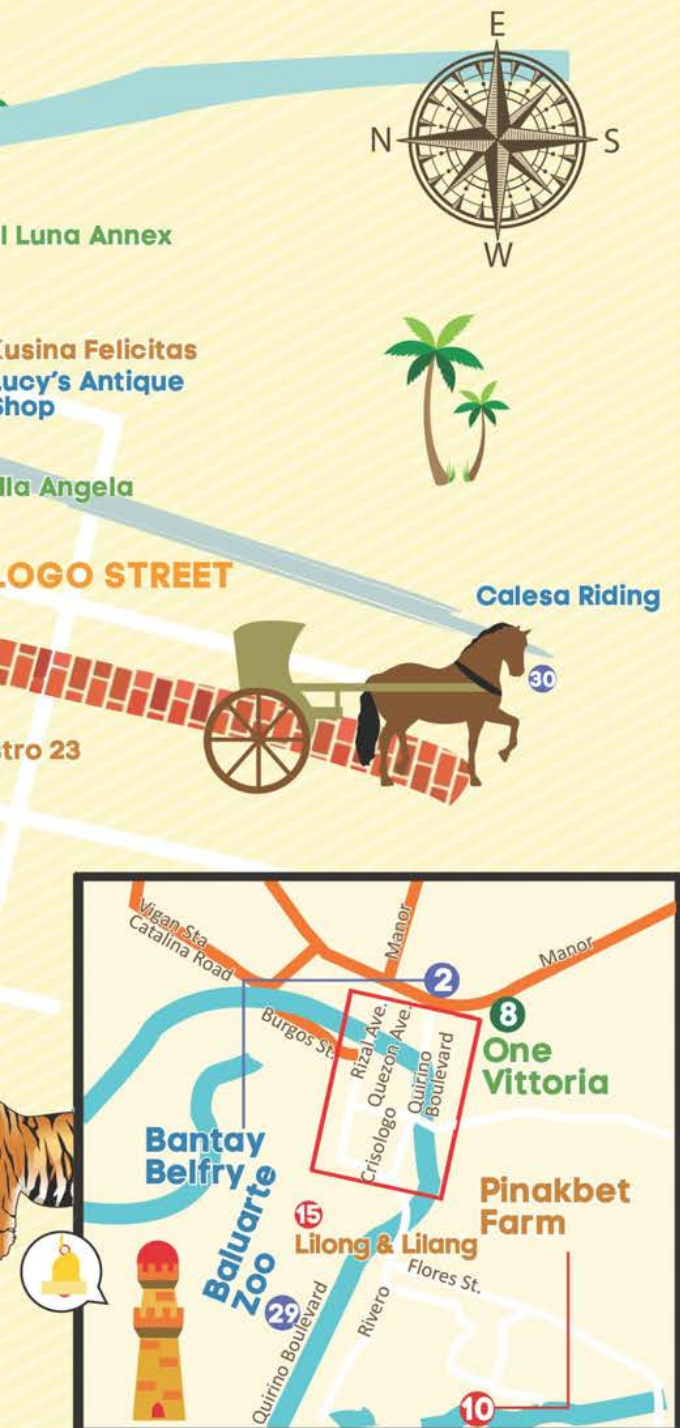 E
N
S
W
l Luna Annex
Kusina Felicitas
Lucy's Antique
Shop
lla Angela
LOGO STREET
Calesa Riding
30
stro 23
Vigan Sta
Catalina Road
Manor
Manor
2
8
One
Vittoria
Burgos St.
Rizal Ave.
Quezon Ave.
Crisologo
Quirino
Boulevard
Bantay
Belfry
Baluarte
Zoo
29
15
Lilong & Lilang
Pinakbet
Farm
Flores St.
Rivero
Quirino Boulevard
10